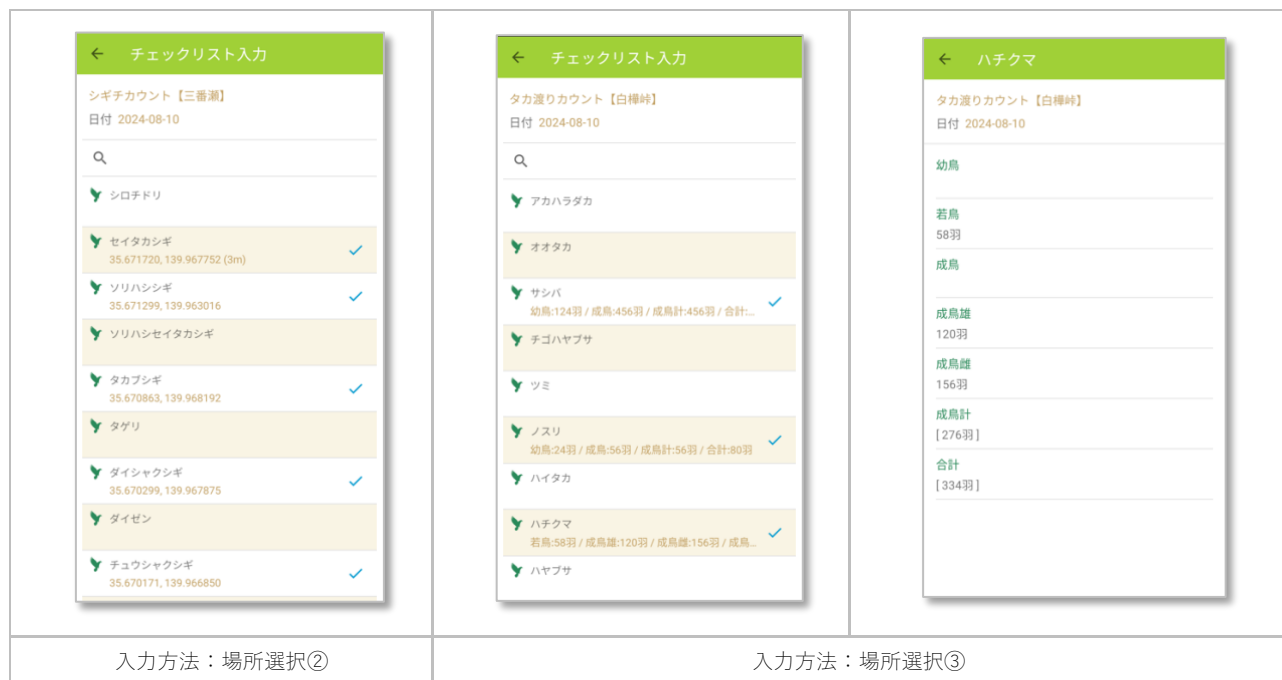 チェックリスト入力
シギチカウント【三番瀬】
日付 2024-08-10
シロチドリ
セイタカシギ
35.671720, 139.967752 (3m)
ソリハシシギ
35.671299, 139.963016
ソリハシセイタカシギ
タカブシギ
35.670863, 139.968192
タゲリ
ダイシャクシギ
35.670299, 139.967875
ダイゼン
チュウシャクシギ
35.670171, 139.966850
入力方法：場所選択②
チェックリスト入力
タカ渡りカウント【白樺峠】
日付 2024-08-10
アカハラダカ
オオタカ
サシバ
幼鳥:124羽 / 成鳥:456羽 / 成鳥計:456羽 / 合計:...
チゴハヤブサ
ツミ
ノスリ
幼鳥:24羽 / 成鳥:56羽 / 成鳥計:56羽 / 合計:80羽
ハイタカ
ハチクマ
若鳥:58羽 / 成鳥雄:120羽 / 成鳥雌:156羽 / 成鳥...
ハヤブサ
ハチクマ
タカ渡りカウント【白樺峠】
日付 2024-08-10
幼鳥
若鳥
58羽
成鳥
成鳥雄
120羽
成鳥雌
156羽
成鳥計
[ 276羽 ]
合計
[ 334羽 ]
入力方法：場所選択③